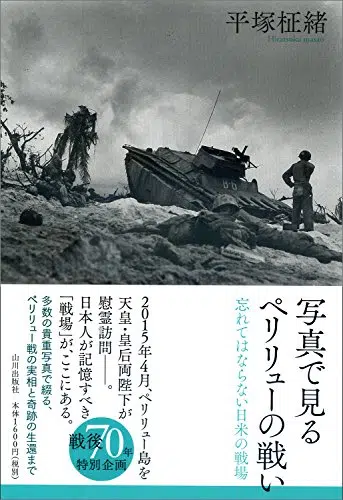 平塚柾緒
Hiratsuka masao
B6
写真で見る
ペリリューの戦い
忘れてはならない日米の戦場
2015年4月、ペリリュー島を
天皇・皇后両陛下が
慰霊訪問――。
日本人が記憶すべき
「戦場」が、ここにある。
多数の貴重写真で綴る、
ペリリュー戦の実相と奇跡の生還まで
山川出版社 本体1600円(税別)
戦後70年
特別企画